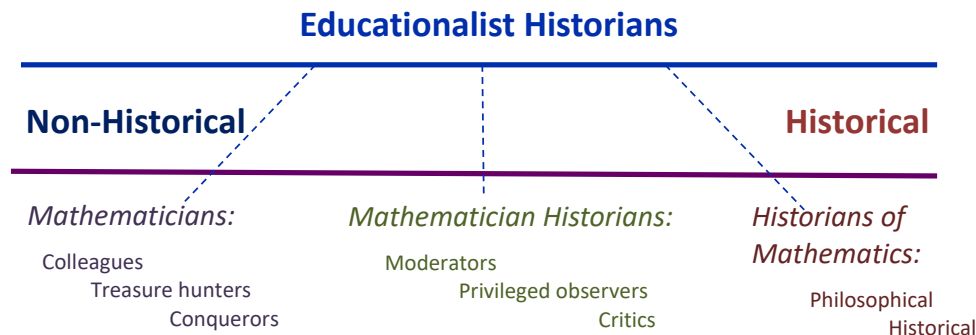 Educationalist Historians
Non-Historical
Historical
Mathematicians:
Colleagues
Treasure hunters
Conquerors
Mathematician Historians:
Moderators
Privileged observers
Critics
Historians of
Mathematics:
Philosophical
Historical